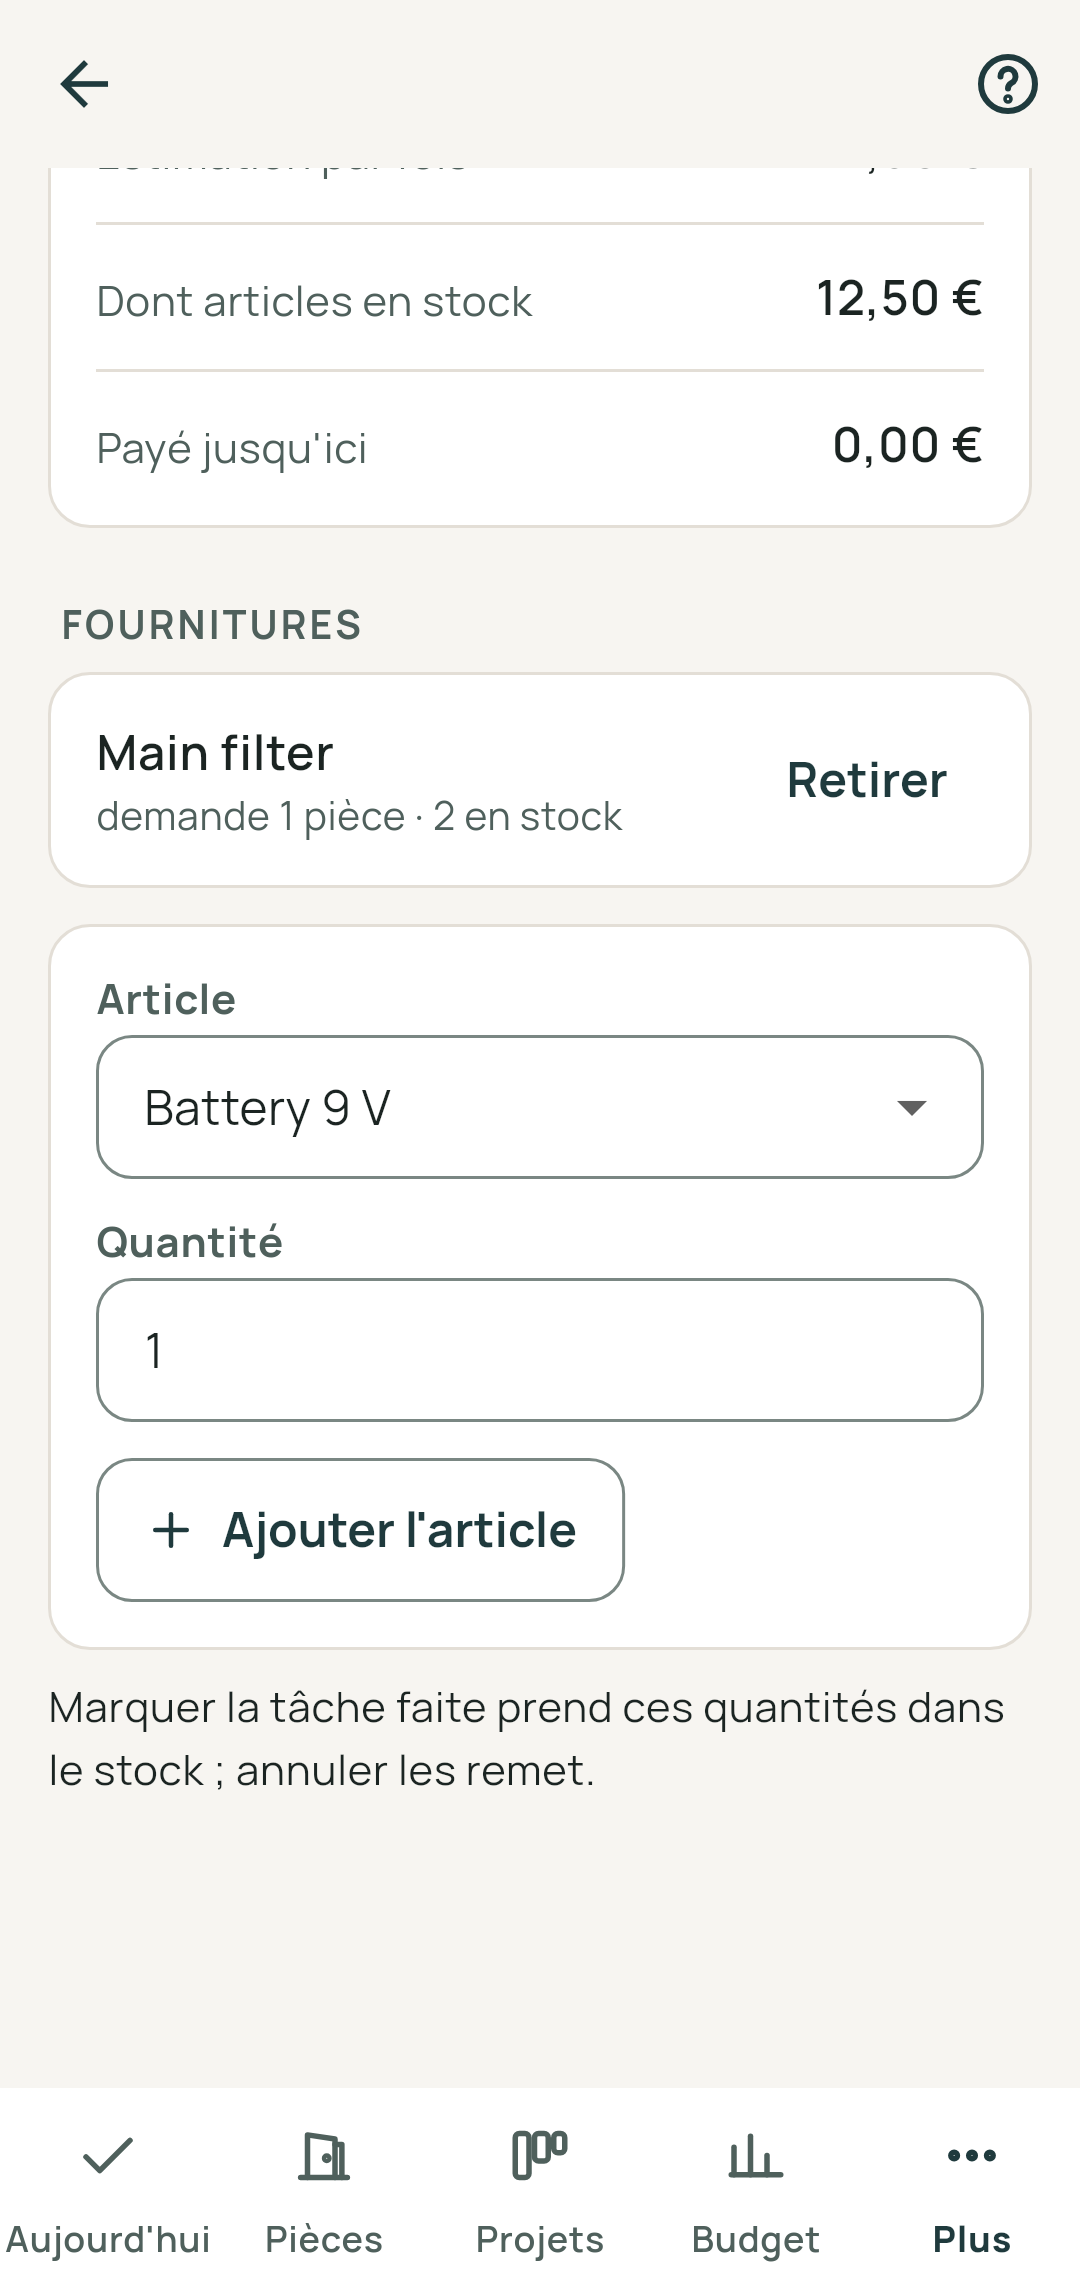 Dont articles en stock
12,50 €
Payé jusqu'ici
0,00 €
FOURNITURES
Main filter
demande 1 pièce · 2 en stock
Retirer
Article
Battery 9 V
Quantité
1
Ajouter l'article
Marquer la tâche faite prend ces quantités dans
le stock ; annuler les remet.
Aujourd'hui
Pièces
Projets
Budget
Plus